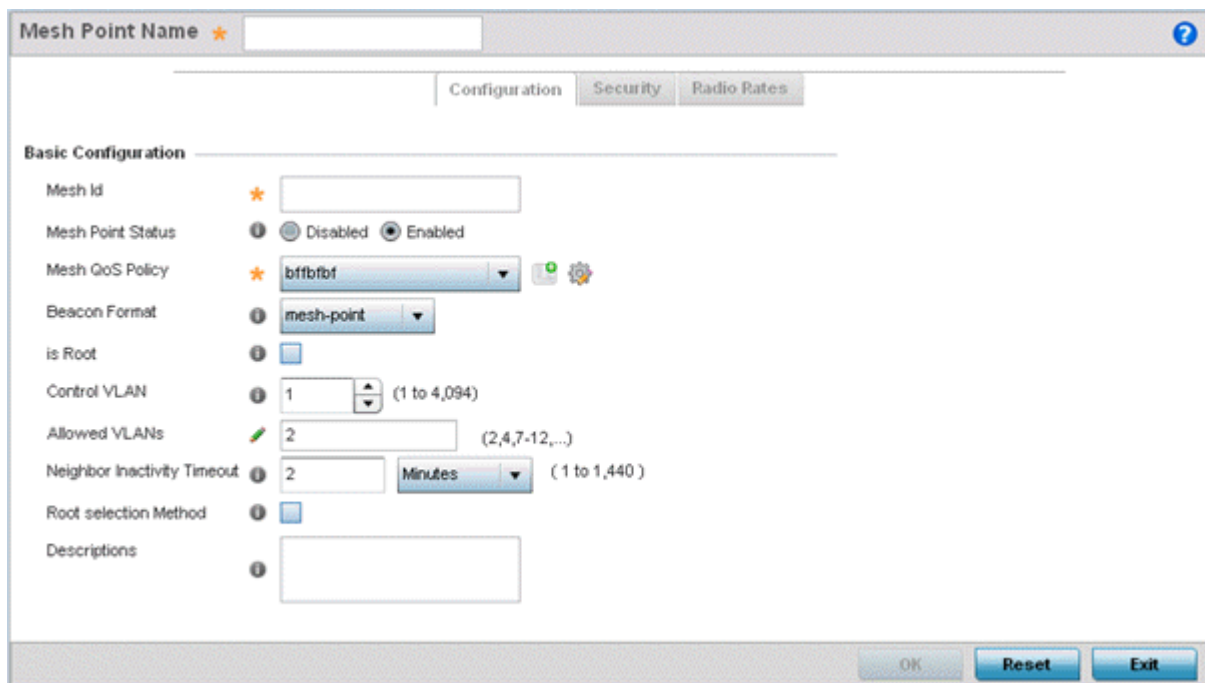 Mesh Point Name *
?
Configuration Security Radio Rates
Basic Configuration
Mesh Id *
Mesh Point Status Disabled Enabled
Mesh QoS Policy * bffbfbf
Beacon Format mesh-point
is Root
Control VLAN 1 (1 to 4,094)
Allowed VLANs 2 (2,4,7-12,...)
Neighbor Inactivity Timeout 2 Minutes ( 1 to 1,440 )
Root selection Method
Descriptions
OK Reset Exit